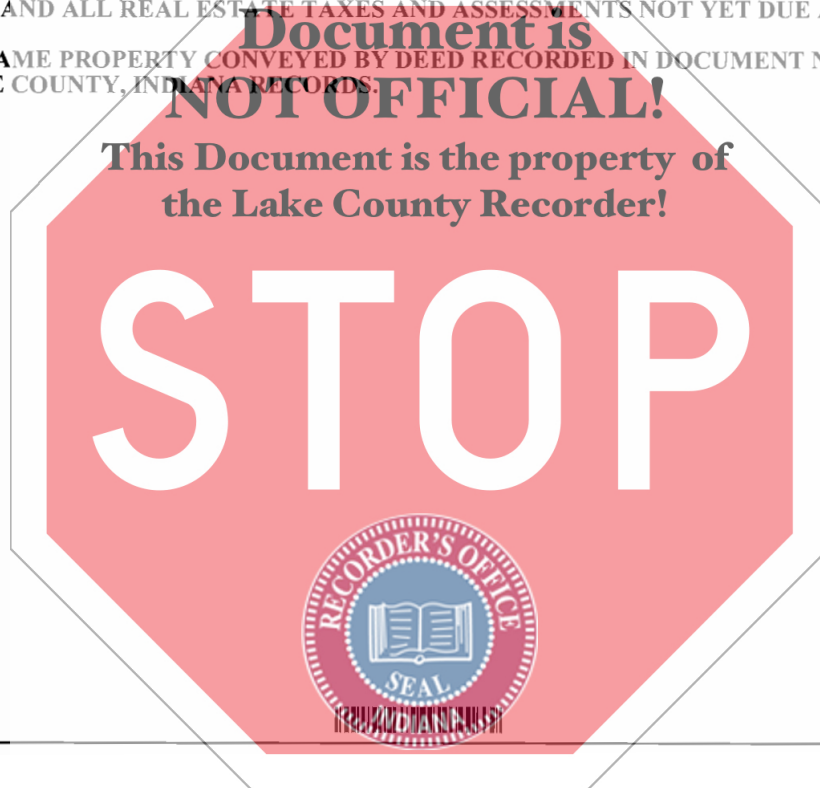 AND ALL REAL ESTATE TAXES AND ASSESSMENTS NOT YET DUE
Document is
AME PROPERTY CONVEYED BY DEED RECORDED IN DOCUMENT N
COUNTY, INDIANA RECORDS.
NOT OFFICIAL!
This Document is the property of
the Lake County Recorder!
STOP
RECORDER'S OFFICE
SEAL
INDIANA